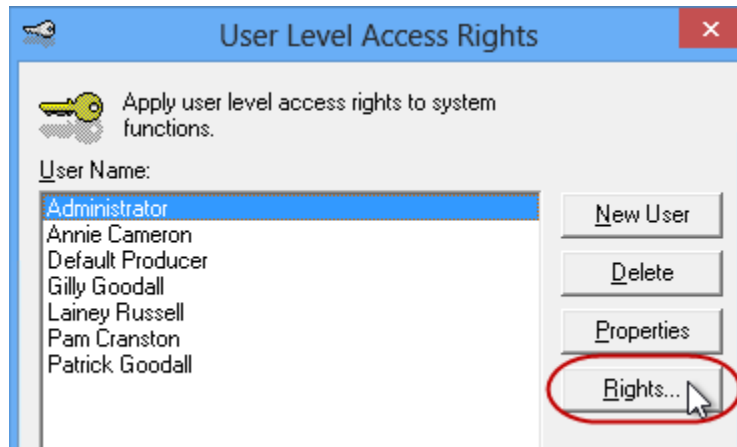 User Level Access Rights
Apply user level access rights to system
functions.
User Name:
Administrator
Annie Cameron
Default Producer
Gilly Goodall
Lainey Russell
Pam Cranston
Patrick Goodall
New User
Delete
Properties
Rights...